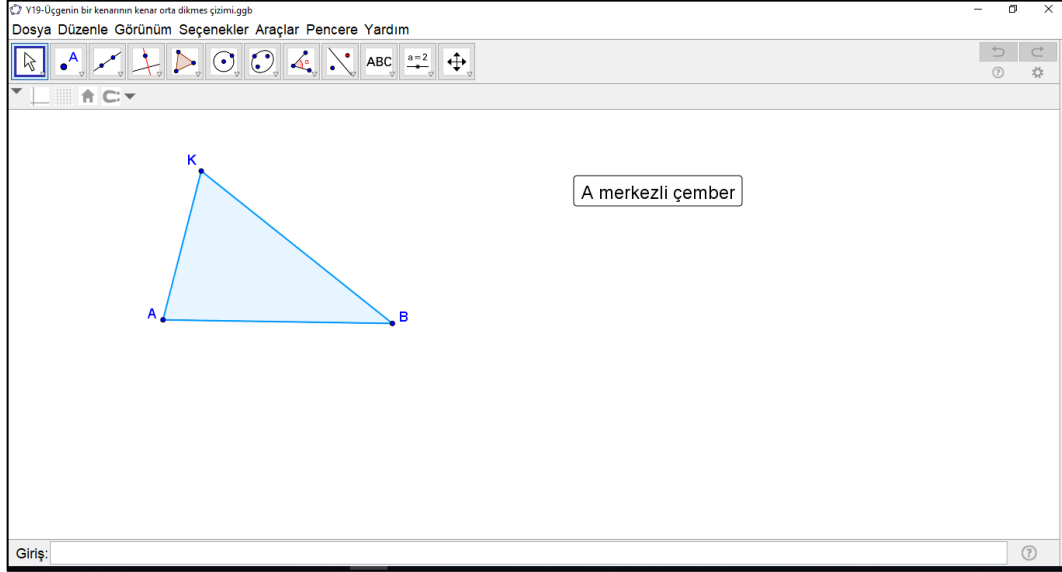 Y19-Üçgenin bir kenarının kenar orta dikmes çizimi.ggb
Dosya Düzenle Görünüm Seçenekler Araçlar Pencere Yardım
A
ABC
a=2
K
A merkezli çember
A
B
Giriş: